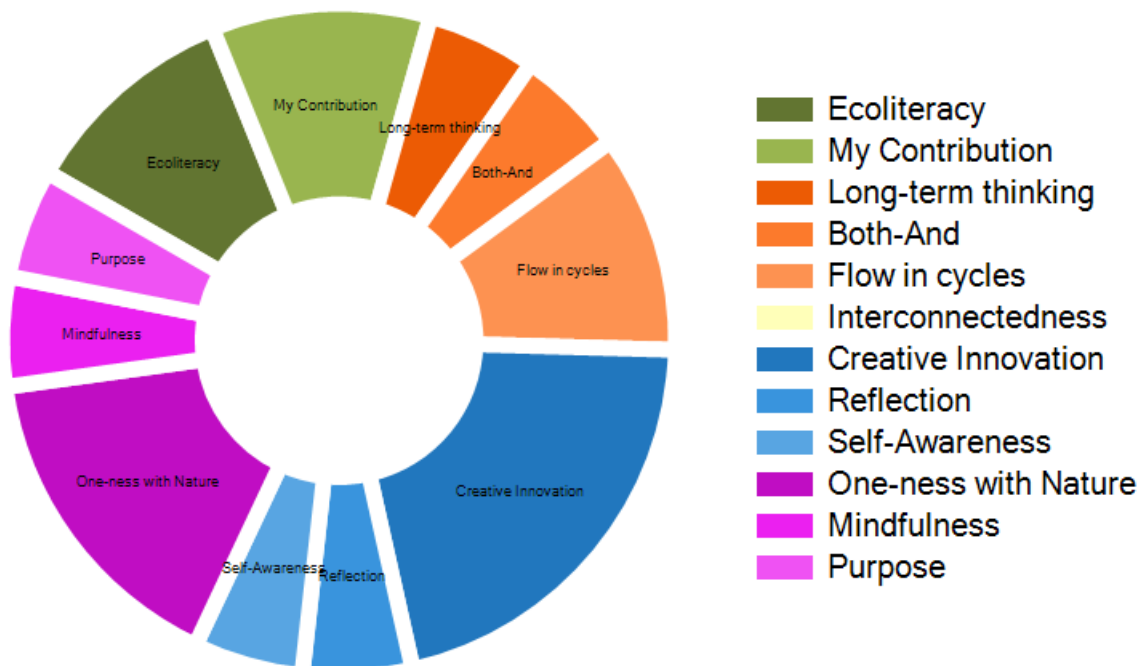 My Contribution
Long-term thinking
Ecoliteracy
Both-And
Purpose
Flow in cycles
Mindfulness
One-ness with Nature
Creative Innovation
Self-Awareness
Reflection
Ecoliteracy
My Contribution
Long-term thinking
Both-And
Flow in cycles
Interconnectedness
Creative Innovation
Reflection
Self-Awareness
One-ness with Nature
Mindfulness
Purpose